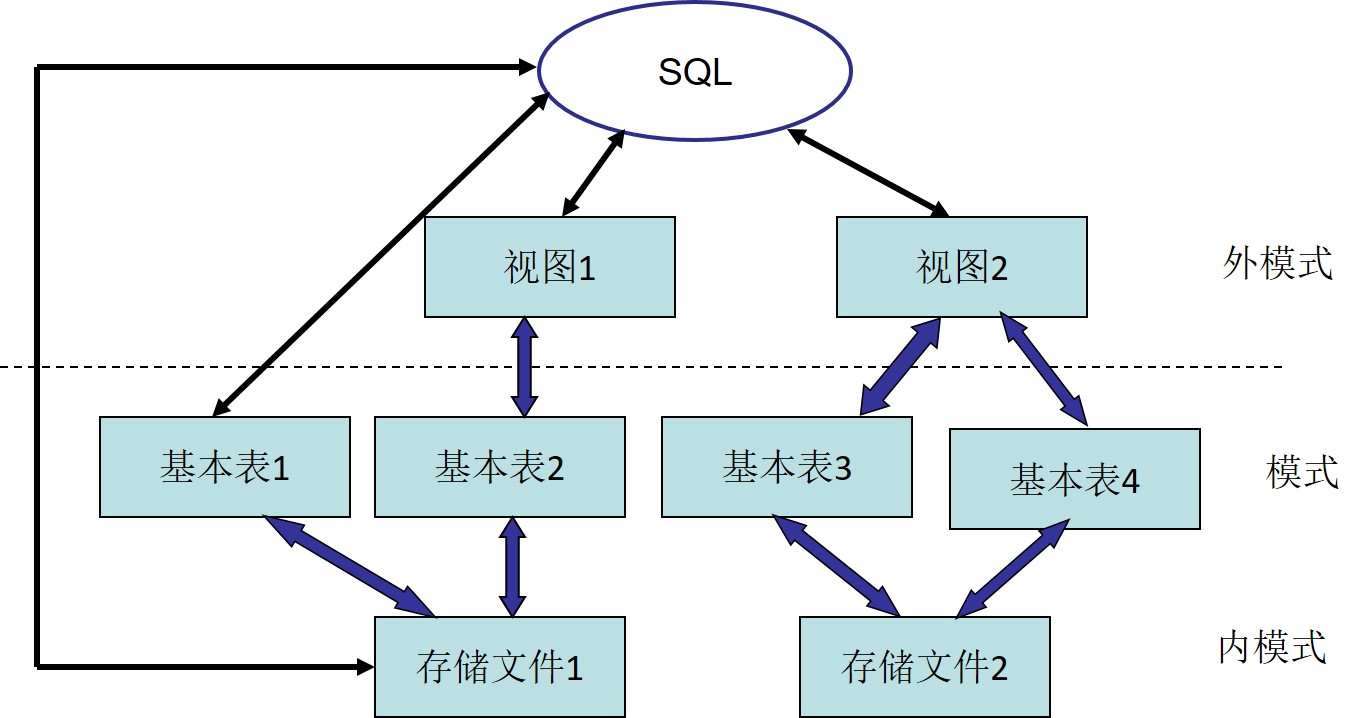 SQL
视图1
视图2
外模式
基本表1
基本表2
基本表3
基本表4
模式
存储文件1
存储文件2
内模式